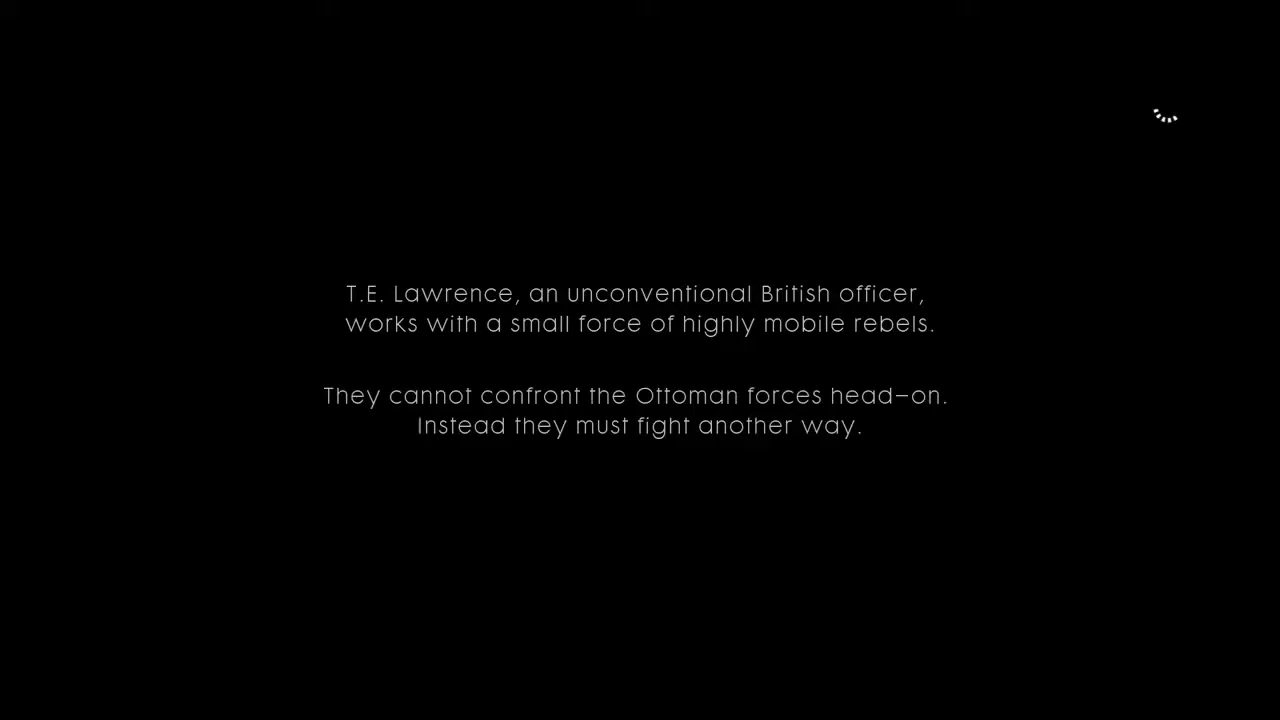 T.E. Lawrence, an unconventional British officer,
works with a small force of highly mobile rebels.
They cannot confront the Ottoman forces head-on.
Instead they must fight another way.